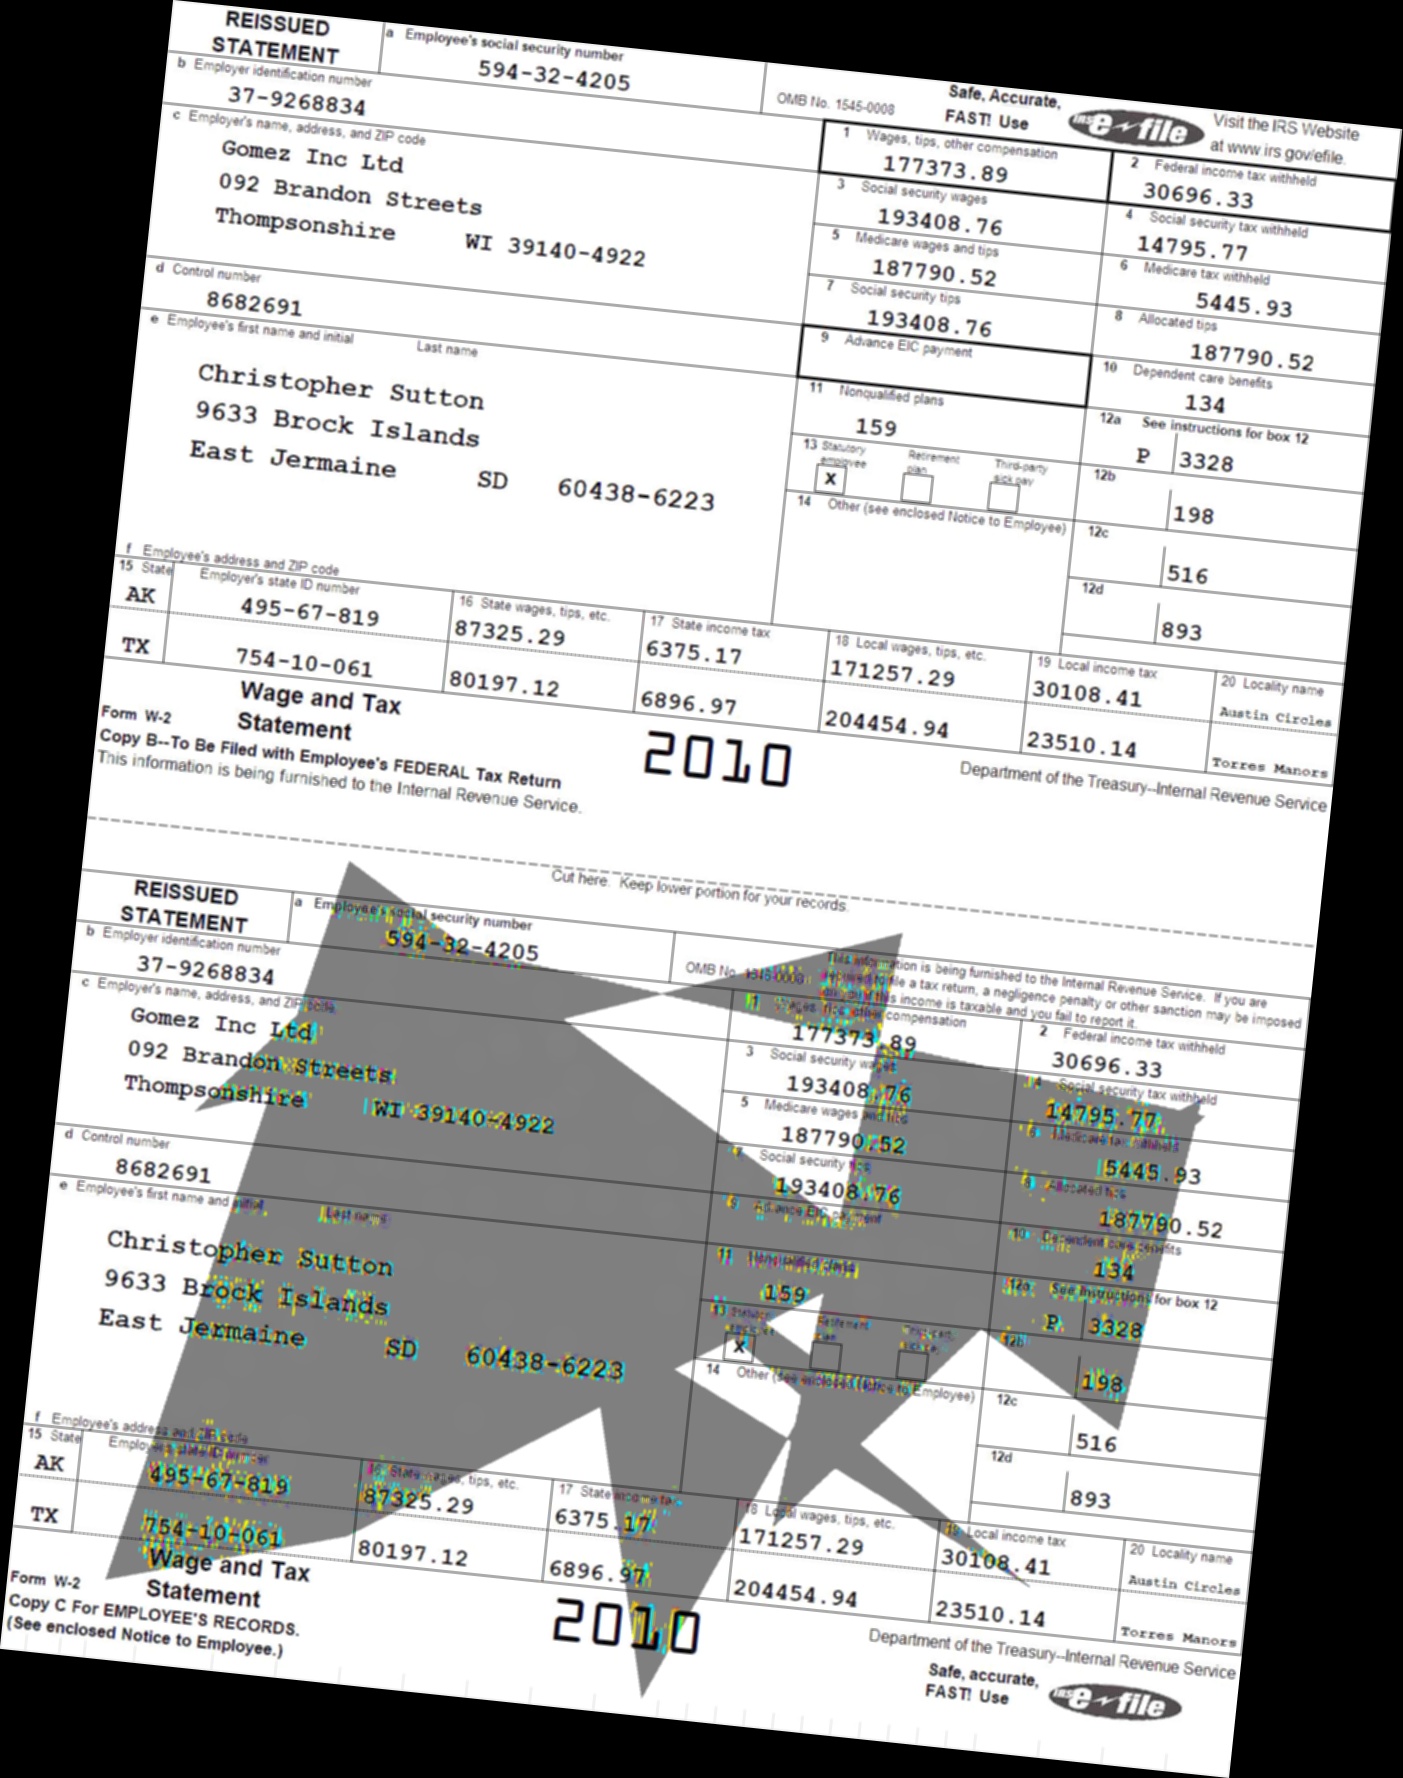 REISSUED STATEMENT
a Employee's social security number
594-32-4205
OMB No. 1545-0008
Safe, Accurate, FAST! Use
IRS e-file
Visit the IRS Website at www.irs.gov/efile.
b Employer identification number
37-9268834
c Employer's name, address, and ZIP code
Gomez Inc Ltd
092 Brandon Streets
Thompsonshire WI 39140-4922
1 Wages, tips, other compensation
177373.89
2 Federal income tax withheld
30696.33
3 Social security wages
193408.76
4 Social security tax withheld
14795.77
5 Medicare wages and tips
187790.52
6 Medicare tax withheld
5445.93
d Control number
8682691
7 Social security tips
193408.76
8 Allocated tips
187790.52
e Employee's first name and initial Last name
Christopher Sutton
9633 Brock Islands
East Jermaine SD 60438-6223
9 Advance EIC payment
10 Dependent care benefits
134
11 Nonqualified plans
159
12a See instructions for box 12
P 3328
13 Statutory employee Retirement plan Third-party sick pay
X
12b
198
14 Other (see enclosed Notice to Employee)
12c
516
12d
893
f Employee's address and ZIP code
15 State Employer's state ID number
16 State wages, tips, etc.
17 State income tax
18 Local wages, tips, etc.
19 Local income tax
20 Locality name
AK 495-67-819 87325.29 6375.17 171257.29 30108.41 Austin Circles
TX 754-10-061 80197.12 6896.97 204454.94 23510.14 Torres Manors
Form W-2 Wage and Tax Statement
2010
Department of the Treasury--Internal Revenue Service
Copy B--To Be Filed with Employee's FEDERAL Tax Return
This information is being furnished to the Internal Revenue Service.
Cut here. Keep lower portion for your records.
REISSUED STATEMENT
a Employee's social security number
594-32-4205
OMB No. 1545-0008
This information is being furnished to the Internal Revenue Service. If you are
required to file a tax return, a negligence penalty or other sanction may be imposed
on you if this income is taxable and you fail to report it.
b Employer identification number
37-9268834
c Employer's name, address, and ZIP code
Gomez Inc Ltd
092 Brandon Streets
Thompsonshire WI 39140-4922
1 Wages, tips, other compensation
177373.89
2 Federal income tax withheld
30696.33
3 Social security wages
193408.76
4 Social security tax withheld
14795.77
5 Medicare wages and tips
187790.52
6 Medicare tax withheld
5445.93
d Control number
8682691
7 Social security tips
193408.76
8 Allocated tips
187790.52
e Employee's first name and initial Last name
Christopher Sutton
9633 Brock Islands
East Jermaine SD 60438-6223
9 Advance EIC payment
10 Dependent care benefits
134
11 Nonqualified plans
159
12a See instructions for box 12
P 3328
13 Statutory employee Retirement plan Third-party sick pay
X
12b
198
14 Other (see enclosed Notice to Employee)
12c
516
12d
893
f Employee's address and ZIP code
15 State Employer's state ID number
16 State wages, tips, etc.
17 State income tax
18 Local wages, tips, etc.
19 Local income tax
20 Locality name
AK 495-67-819 87325.29 6375.17 171257.29 30108.41 Austin Circles
TX 754-10-061 80197.12 6896.97 204454.94 23510.14 Torres Manors
Form W-2 Wage and Tax Statement
2010
Department of the Treasury--Internal Revenue Service
Copy C For EMPLOYEE'S RECORDS.
(See enclosed Notice to Employee.)
Safe, accurate, FAST! Use
IRS e-file